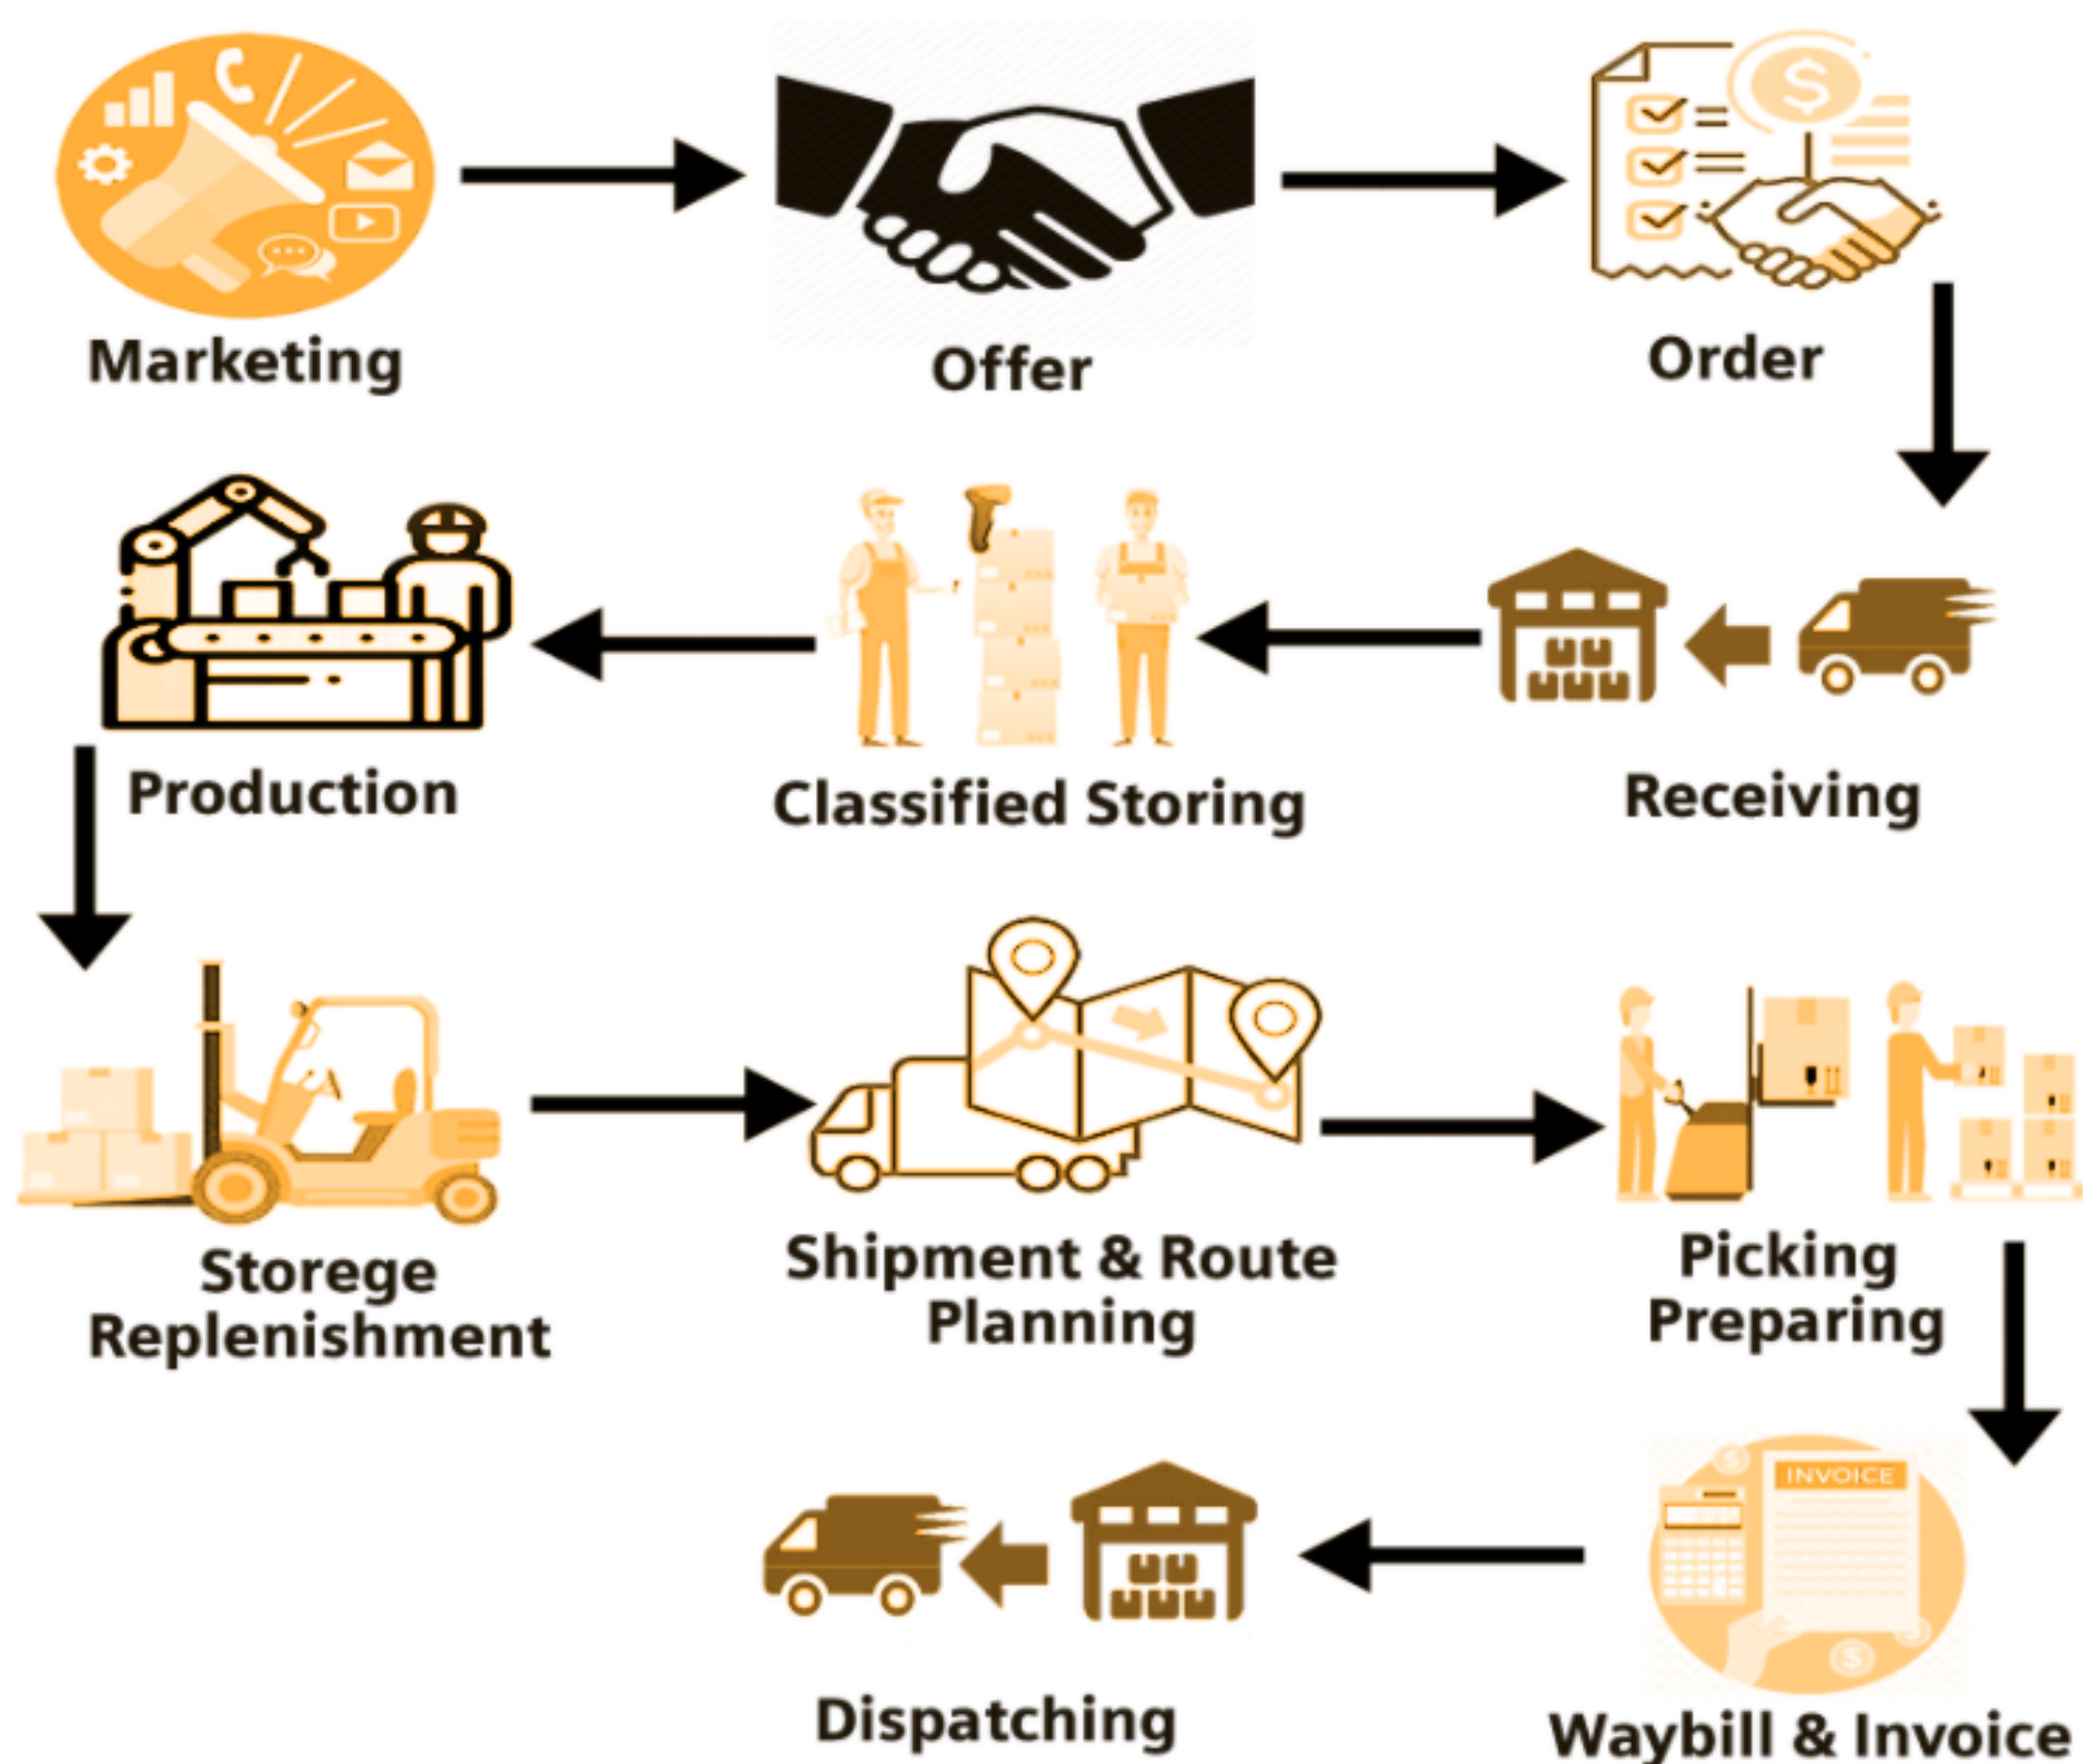 Marketing
Offer
Order
Production
Classified Storing
Receiving
Storege
Replenishment
Shipment & Route
Planning
Picking
Preparing
INVOICE
Dispatching
Waybill & Invoice